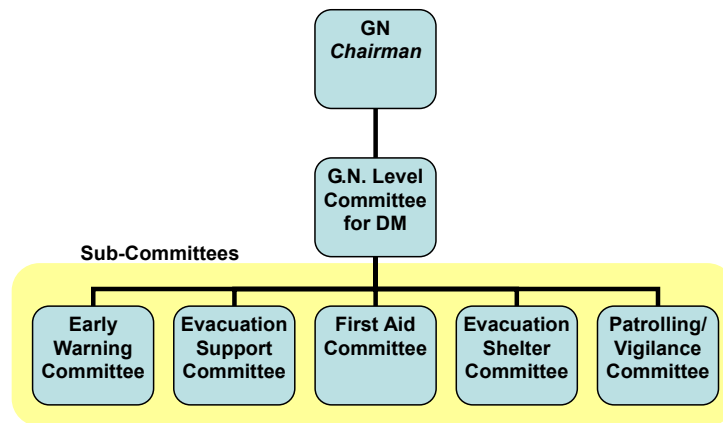 GN
Chairman
G.N. Level
Committee
for DM
Sub-Committees
Early
Warning
Committee
Evacuation
Support
Committee
First Aid
Committee
Evacuation
Shelter
Committee
Patrolling/
Vigilance
Committee